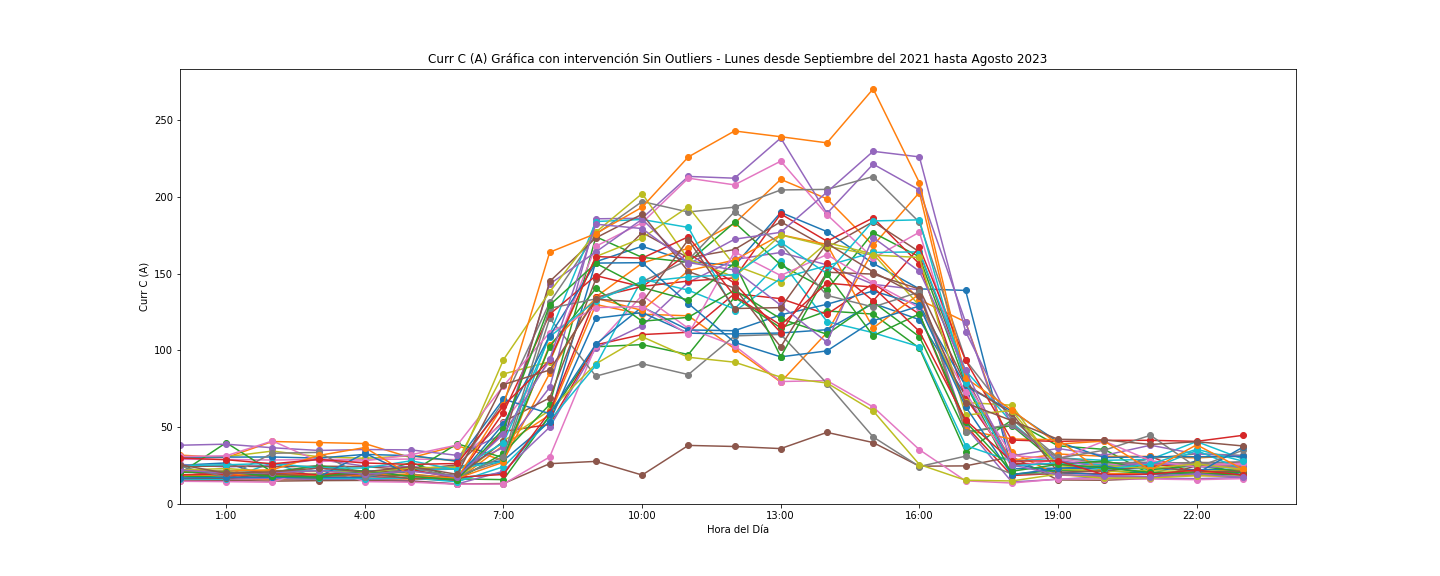 Curr C (A) Gráfica con intervención Sin Outliers - Lunes desde Septiembre del 2021 hasta Agosto 2023
Curr C (A)
250
200
150
100
50
0
1:00 4:00 7:00 10:00 13:00 16:00 19:00 22:00
Hora del Día